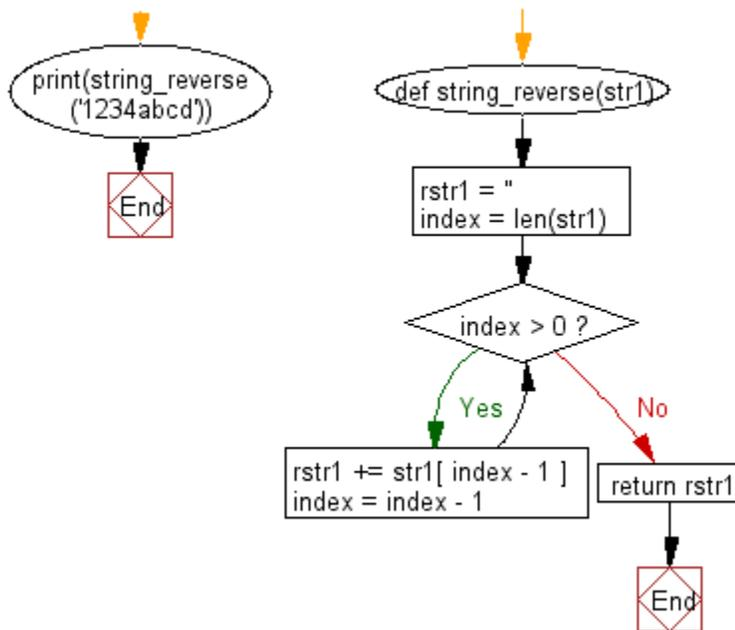 print(string_reverse
('1234abcd'))
End
def string_reverse(str1)
rstr1 = ''
index = len(str1)
index > 0 ?
Yes
No
rstr1 += str1[ index - 1 ]
index = index - 1
return rstr1
End